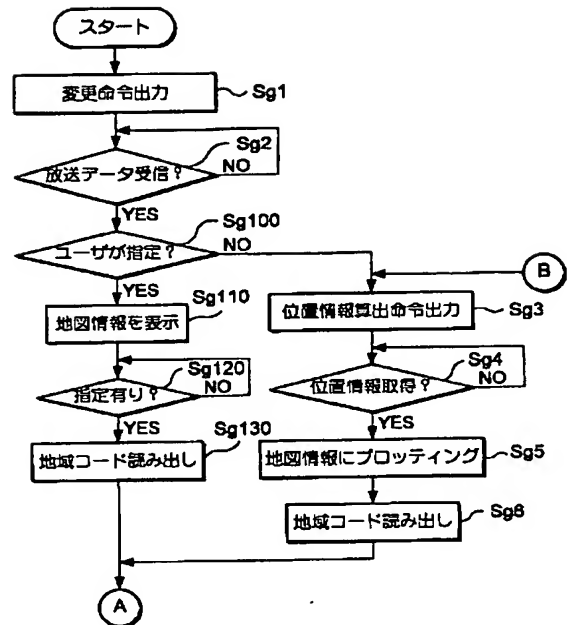 スタート
変更命令出力
Sg1
Sg2
放送データ受信?
NO
YES
Sg100
ユーザが指定?
NO
YES
B
Sg110
地図情報を表示
位置情報算出命令出力
Sg3
Sg120
指定有り?
NO
Sg4
位置情報取得?
NO
YES
Sg130
地域コード読み出し
YES
地図情報にプロッティング
Sg5
地域コード読み出し
Sg6
A